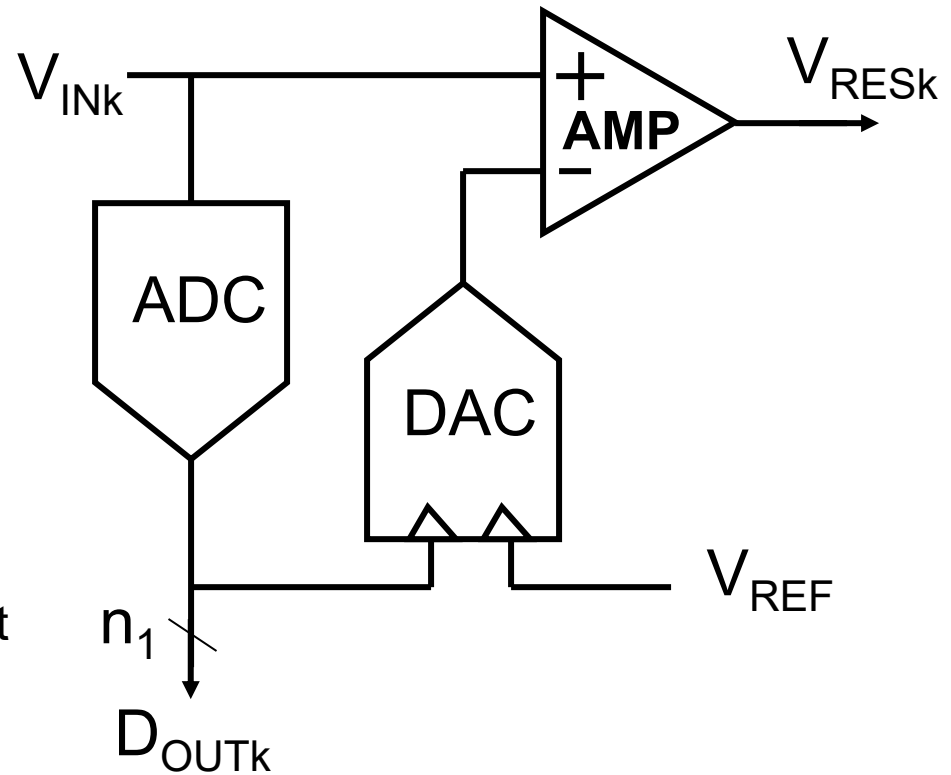 V_INk
+
AMP
−
V_RESk
ADC
DAC
V_REF
t
n_1
D_OUTk